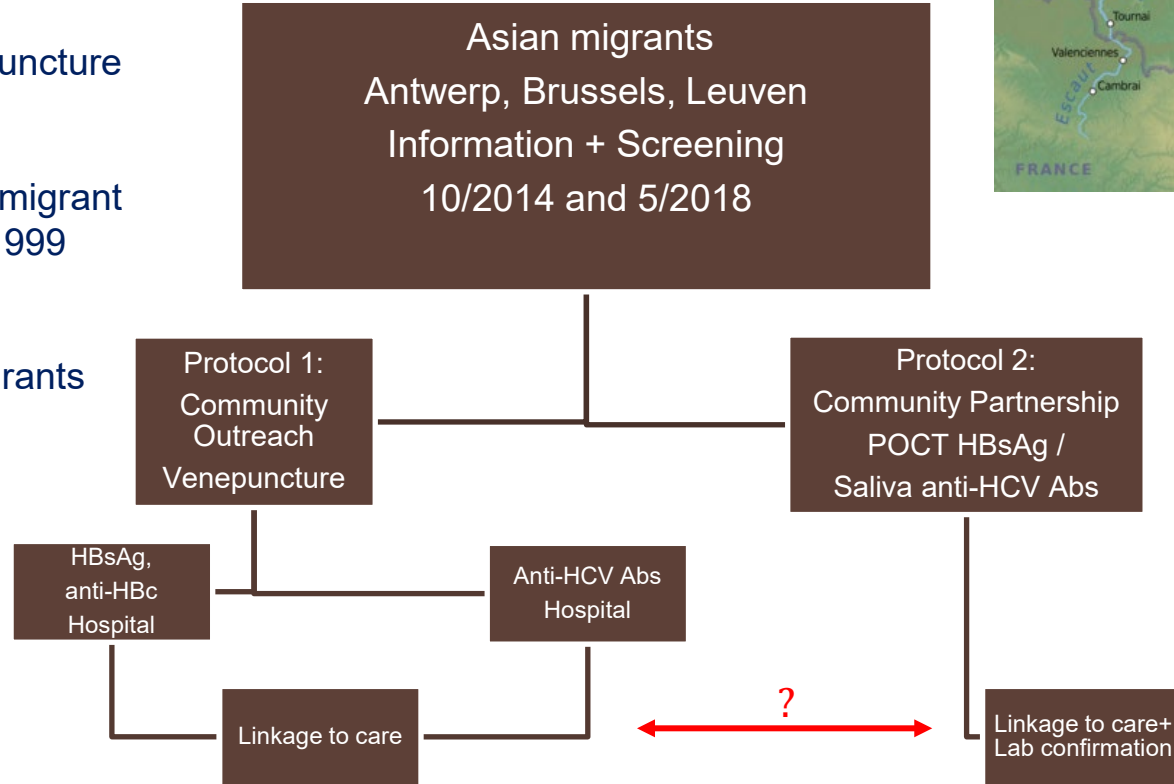 uncture
migrant
999
rants
Asian migrants
Antwerp, Brussels, Leuven
Information + Screening
10/2014 and 5/2018
Tournai
Valenciennes
Cambrai
Escaut
FRANCE
Protocol 1:
Community
Outreach
Venepuncture
Protocol 2:
Community Partnership
POCT HBsAg /
Saliva anti-HCV Abs
HBsAg,
anti-HBc
Hospital
Anti-HCV Abs
Hospital
Linkage to care
?
Linkage to care+
Lab confirmation